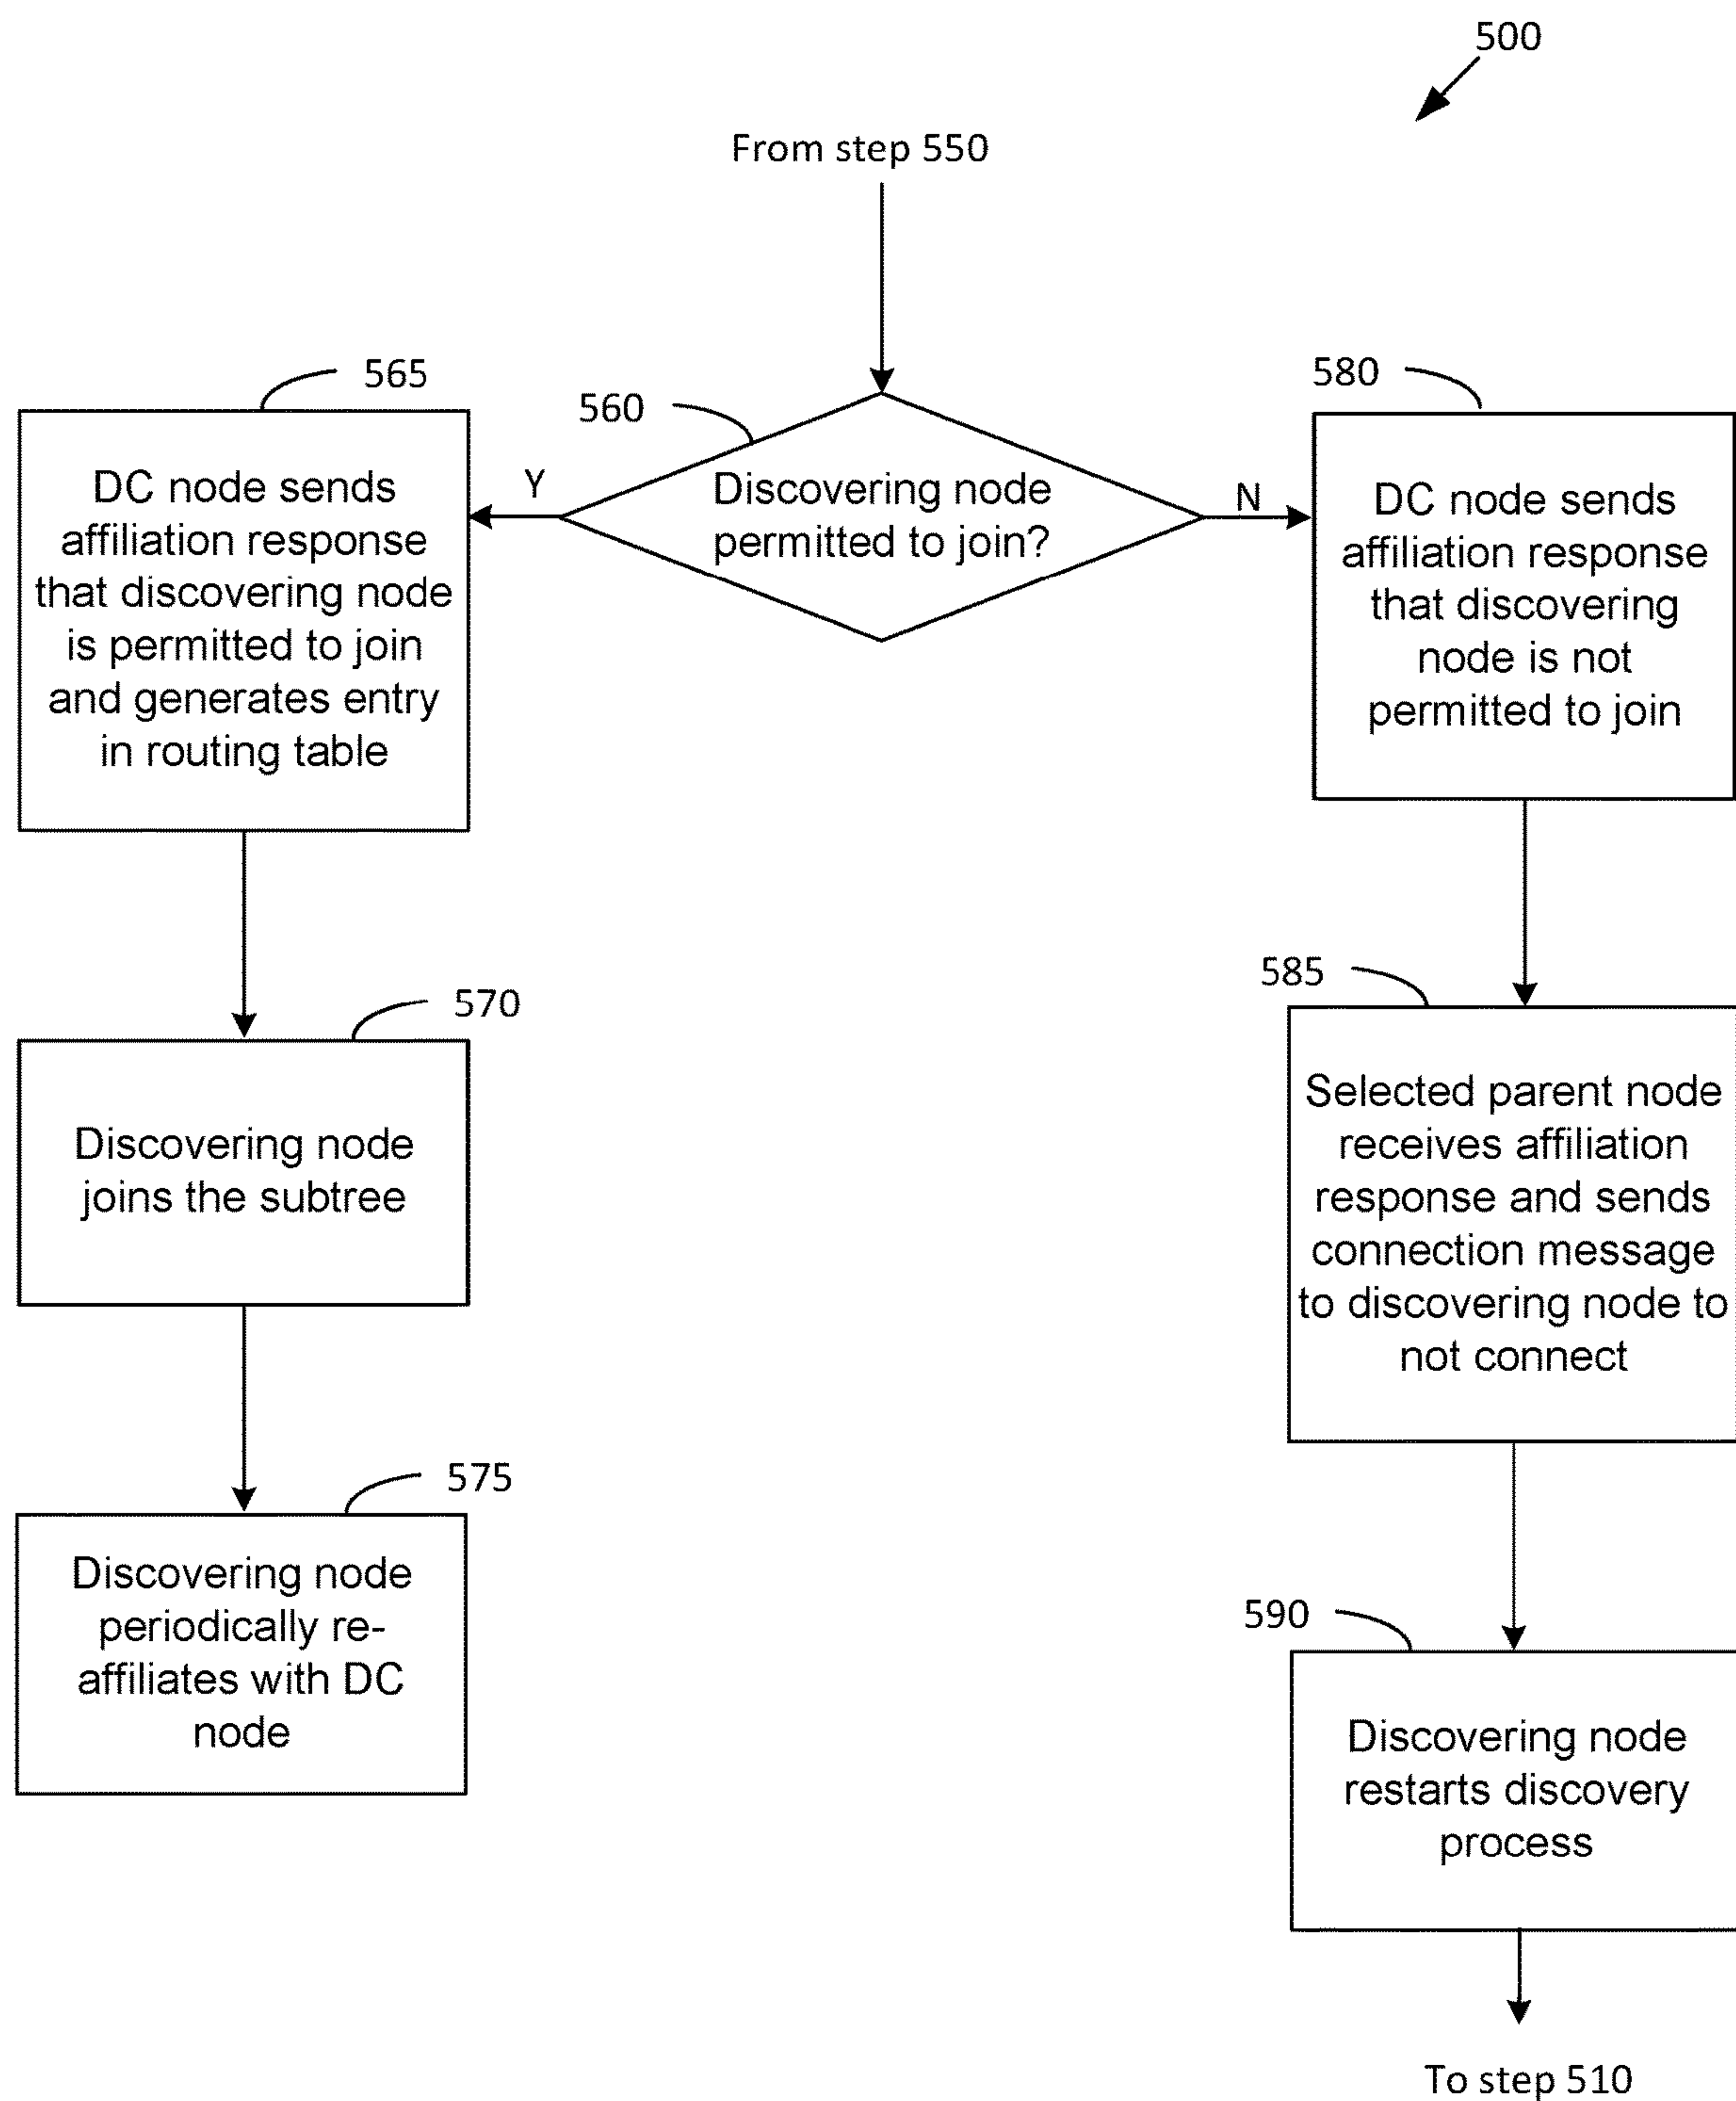 500
From step 550
565
DC node sends
affiliation response
that discovering node
is permitted to join
and generates entry
in routing table
560
Y
Discovering node
permitted to join?
N
580
DC node sends
affiliation response
that discovering
node is not
permitted to join
570
Discovering node
joins the subtree
585
Selected parent node
receives affiliation
response and sends
connection message
to discovering node to
not connect
575
Discovering node
periodically re-
affiliates with DC
node
590
Discovering node
restarts discovery
process
To step 510